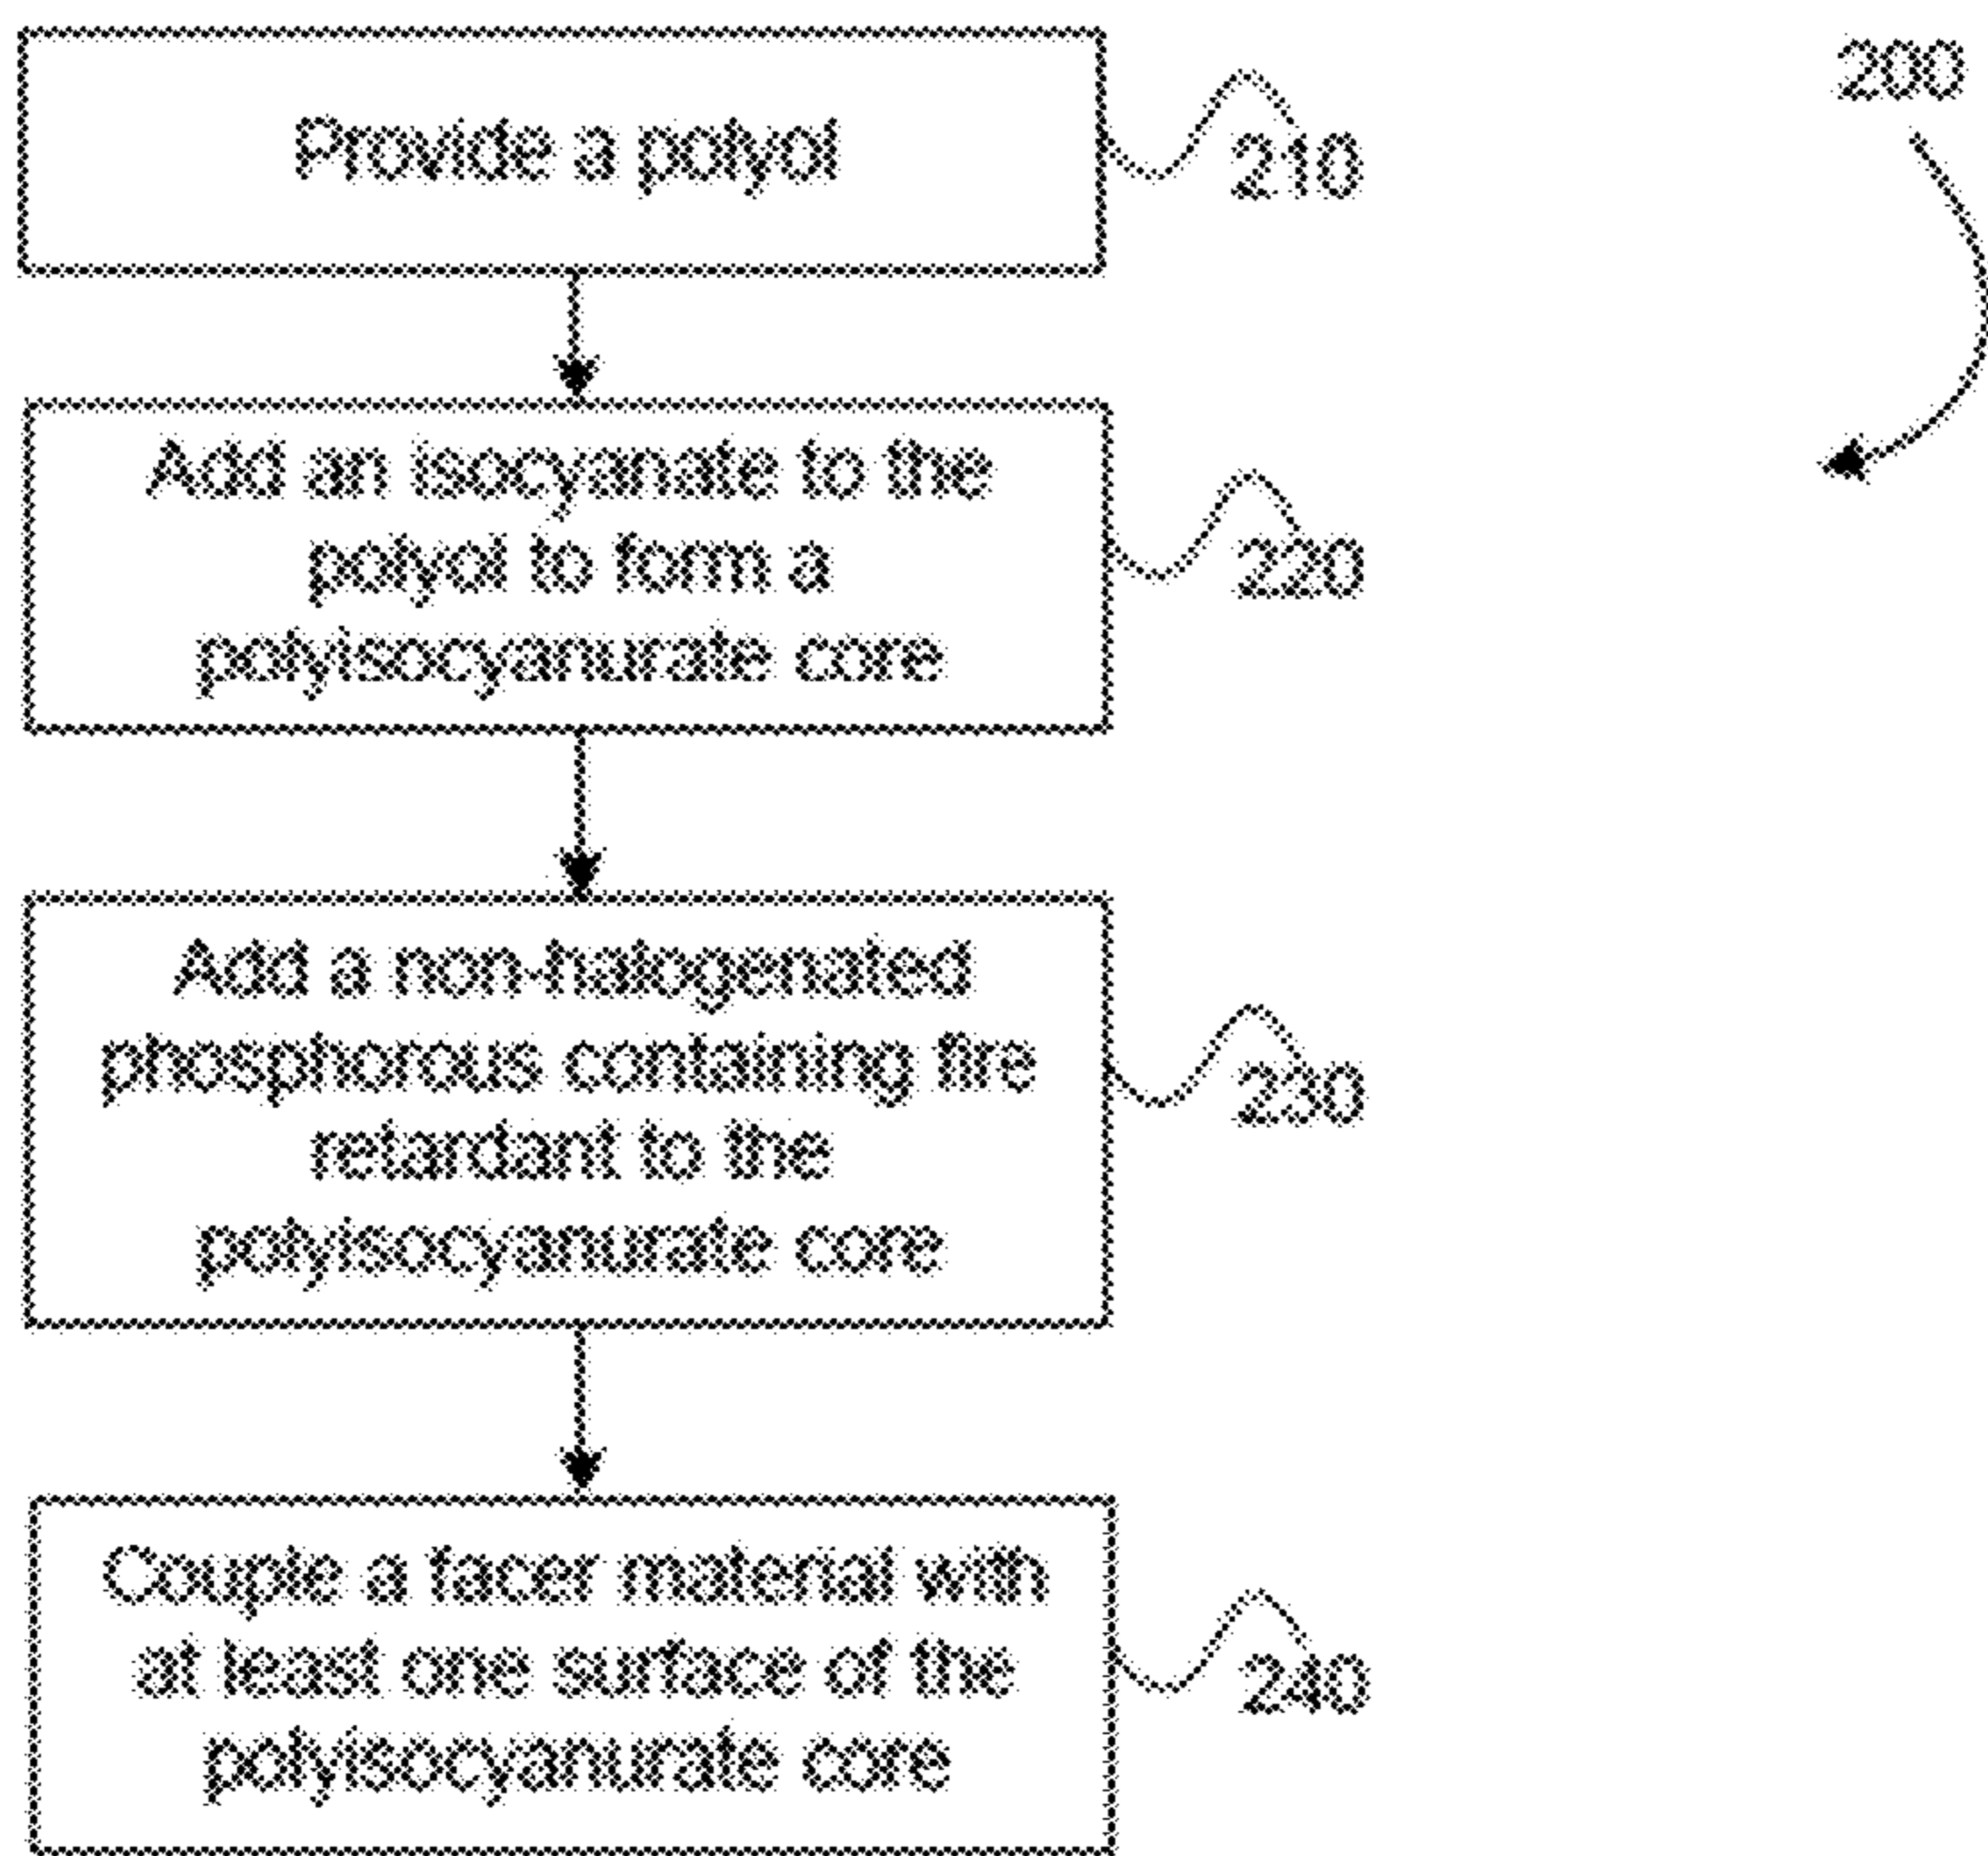 Provide a polyol
210
200
Add an isocyanate to the
polyol to form a
polyisocyanurate core
220
Add a non-halogenated
phosphorous containing fire
retardant to the
polyisocyanurate core
230
Couple a facer material with
at least one surface of the
polyisocyanurate core
240